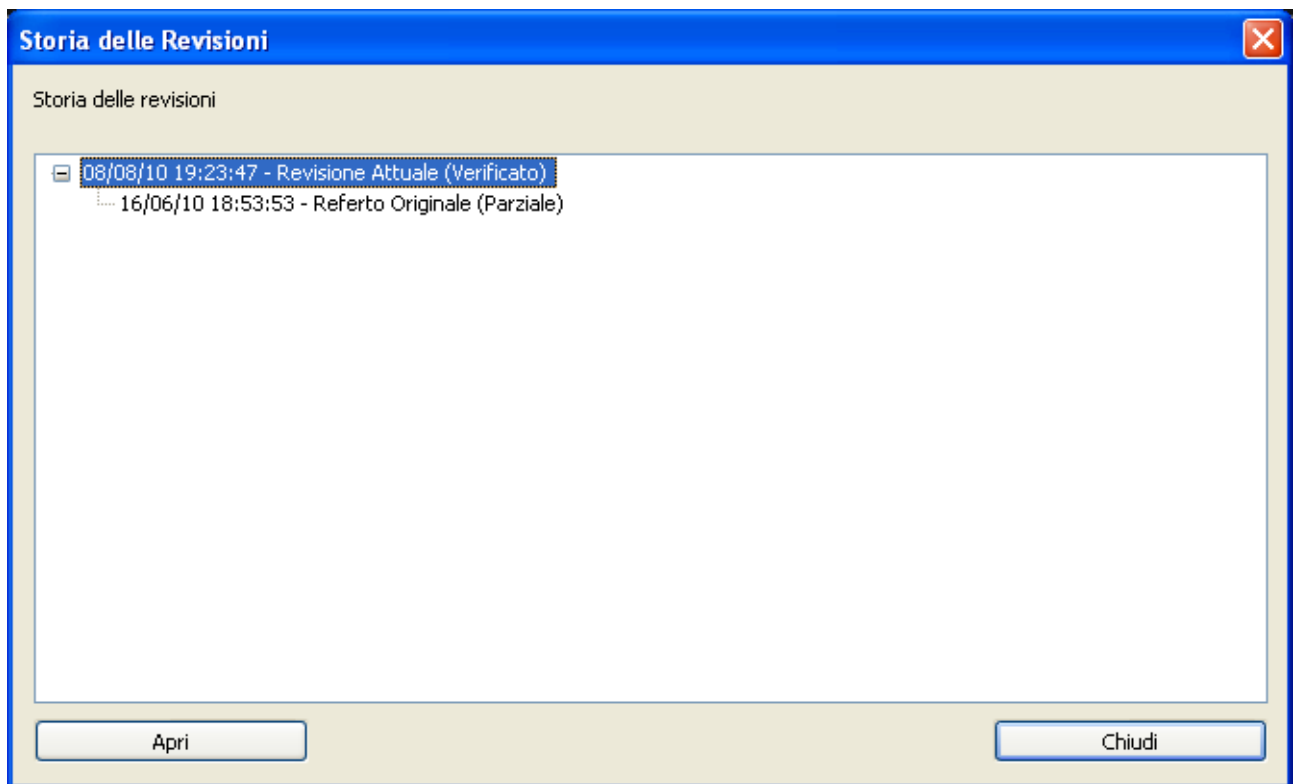 Storia delle Revisioni
Storia delle revisioni
08/08/10 19:23:47 - Revisione Attuale (Verificato)
16/06/10 18:53:53 - Referto Originale (Parziale)
Apri
Chiudi